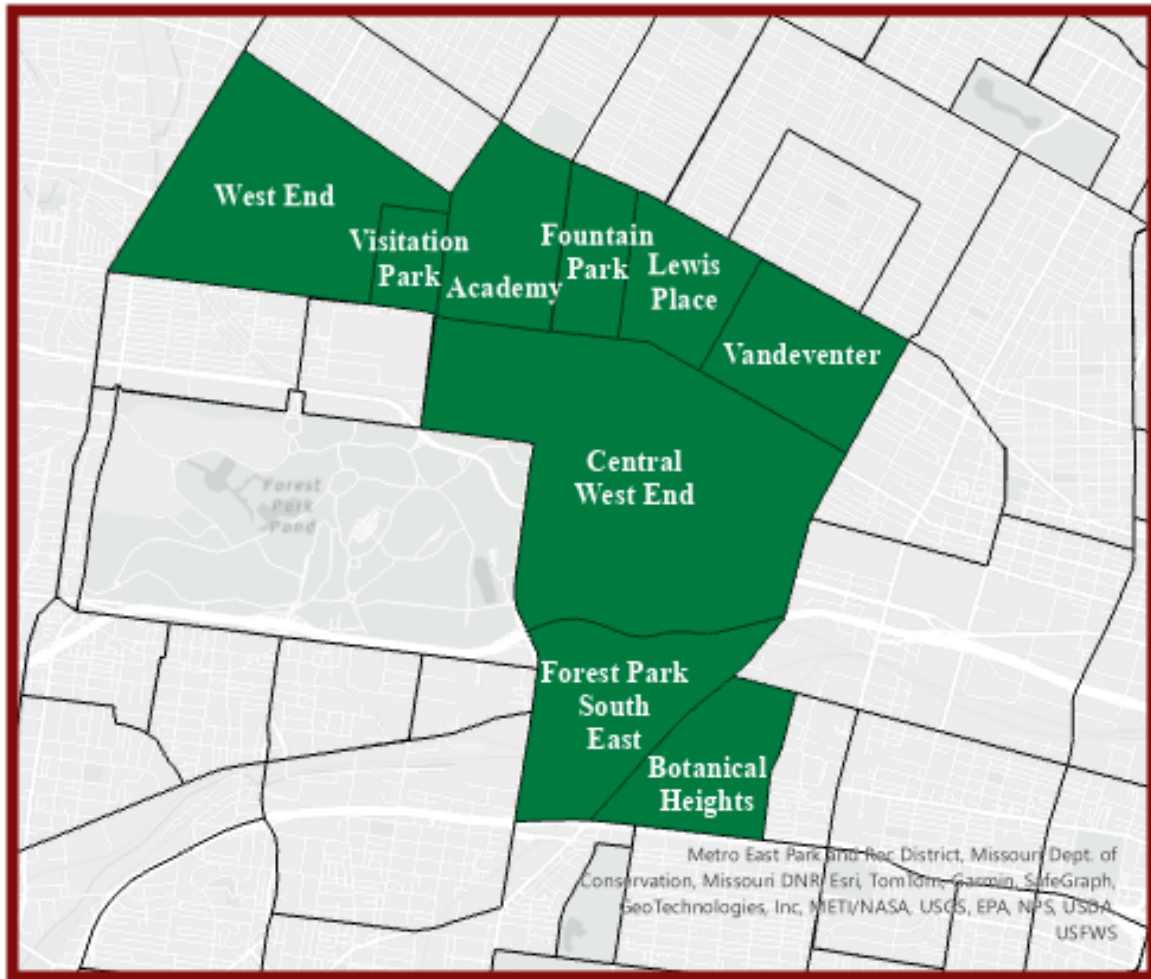 West End
Visitation
Park
Academy
Fountain
Park
Lewis
Place
Vandeventer
Central
West End
Forest
Park
Pond
Forest Park
South
East
Botanical
Heights
Metro East Park and Rec District, Missouri Dept. of
Conservation, Missouri DNR, Esri, TomTom, Garmin, SafeGraph,
GeoTechnologies, Inc, METI/NASA, USGS, EPA, NPS, USDA,
USFWS